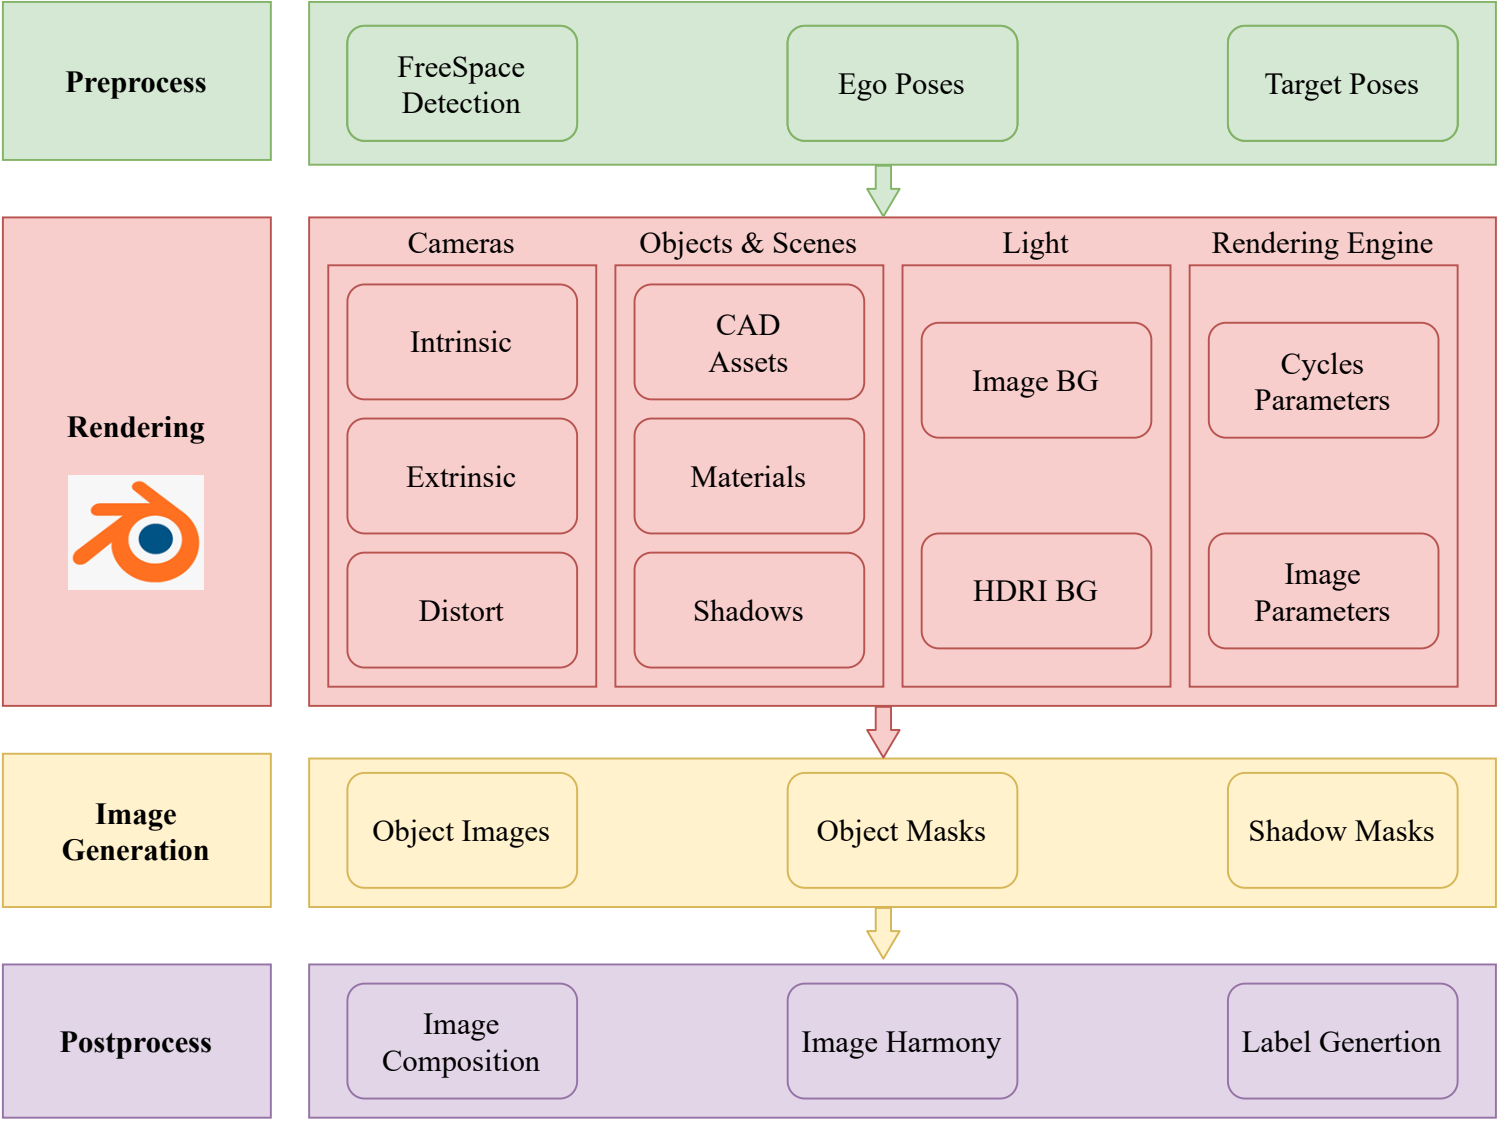 Preprocess
FreeSpace
Detection
Ego Poses
Target Poses
Rendering
Cameras
Intrinsic
Extrinsic
Distort
Objects & Scenes
CAD
Assets
Materials
Shadows
Light
Image BG
HDRI BG
Rendering Engine
Cycles
Parameters
Image
Parameters
Image
Generation
Object Images
Object Masks
Shadow Masks
Postprocess
Image
Composition
Image Harmony
Label Genertion